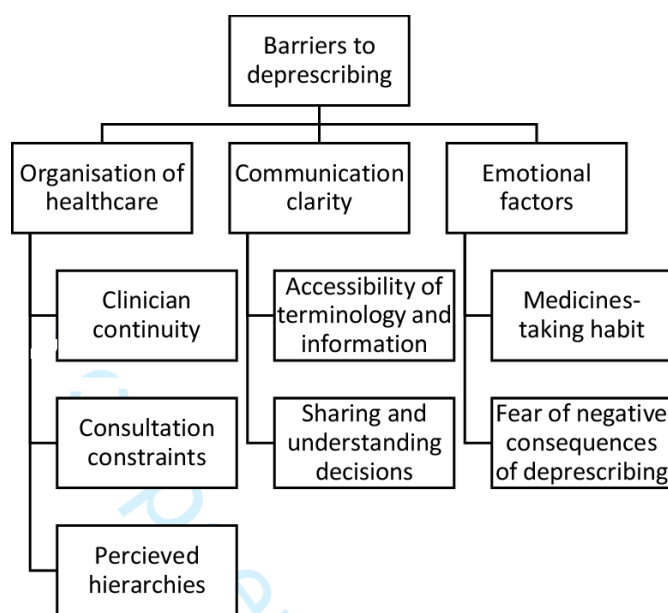 Barriers to
deprescribing
Organisation of
healthcare
Communication
clarity
Emotional
factors
Clinician
continuity
Accessibility of
terminology and
information
Medicines-
taking habit
Consultation
constraints
Sharing and
understanding
decisions
Fear of negative
consequences
of deprescribing
Percieved
hierarchies